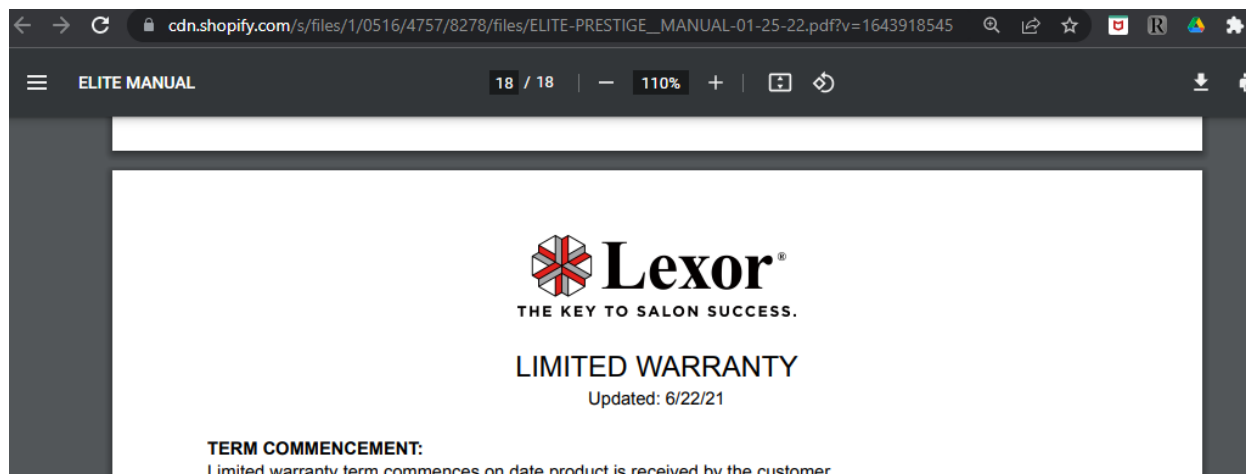 cdn.shopify.com/s/files/1/0516/4757/8278/files/ELITE-PRESTIGE__MANUAL-01-25-22.pdf?v=1643918545
ELITE MANUAL 18 / 18 | − 110% + |
Lexor®
THE KEY TO SALON SUCCESS.
LIMITED WARRANTY
Updated: 6/22/21
TERM COMMENCEMENT:
Limited warranty term commences on date product is received by the customer